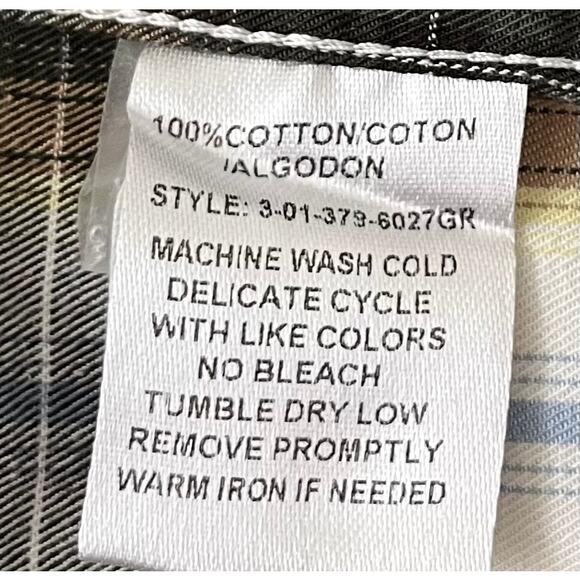 100%COTTON/COTON
/ALGODON
STYLE: 3-01-379-6027GR
MACHINE WASH COLD
DELICATE CYCLE
WITH LIKE COLORS
NO BLEACH
TUMBLE DRY LOW
REMOVE PROMPTLY
WARM IRON IF NEEDED